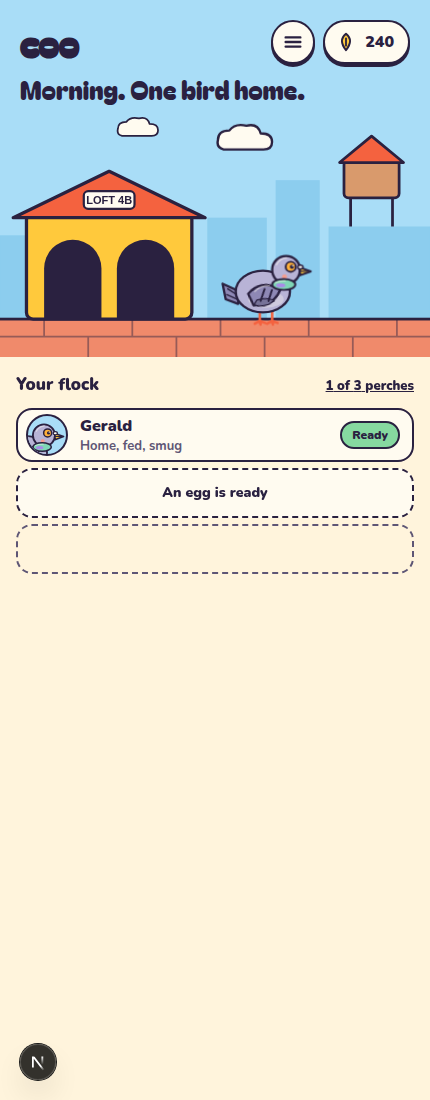 coo
240
Morning. One bird home.
LOFT 4B
Your flock
1 of 3 perches
Gerald
Home, fed, smug
Ready
An egg is ready
N